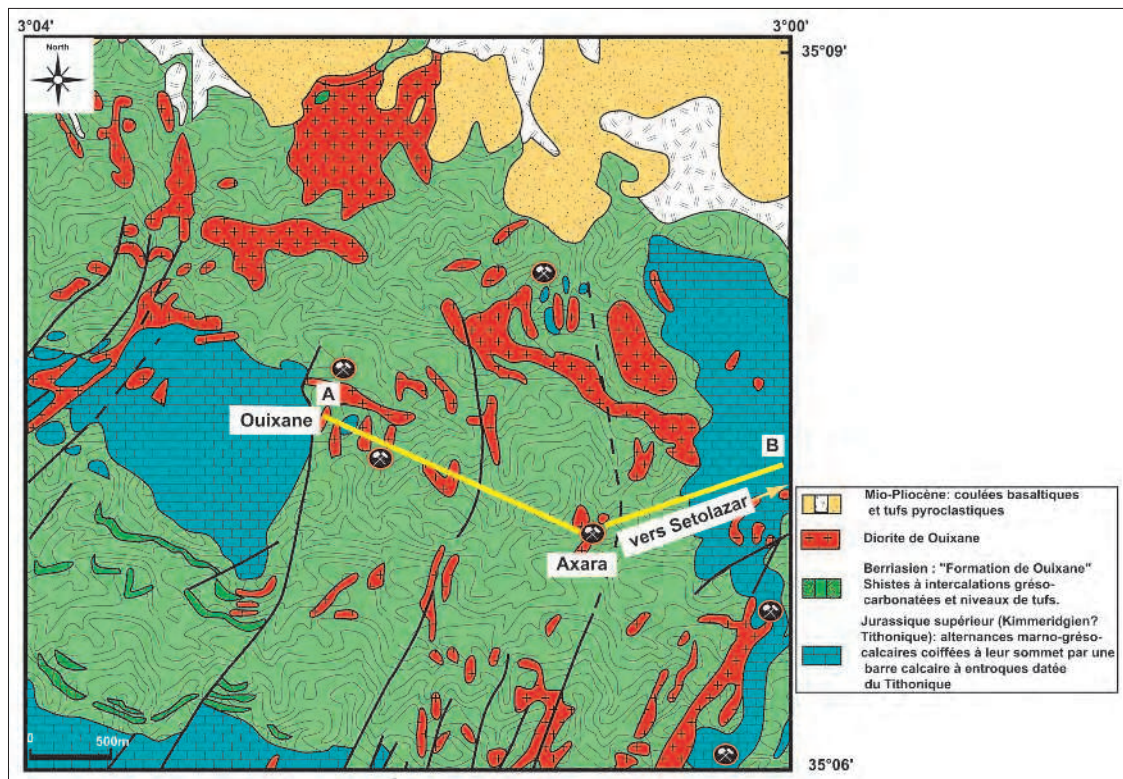 3°04'
3°00'
35°09'
North
A
Ouixane
B
vers Setolazar
Axara
Mio-Pliocène: coulées basaltiques
et tufs pyroclastiques
Diorite de Ouixane
Berriasien : "Formation de Ouixane"
Shistes à intercalations gréso-
carbonatées et niveaux de tufs.
Jurassique supérieur (Kimmeridgien?
Tithonique): alternances marno-gréso-
calcaires coiffées à leur sommet par une
barre calcaire à entroques datée
du Tithonique
0 500m
35°06'